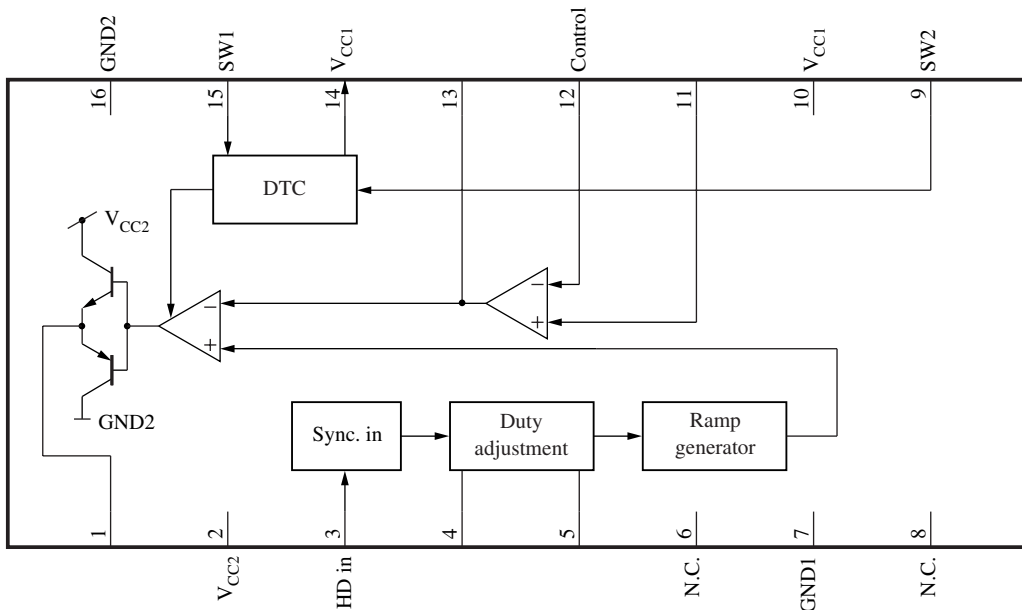 GND2
SW1
VCC1
Control
VCC1
SW2
16
15
14
13
12
11
10
9
DTC
VCC2
−
+
−
+
GND2
Sync. in
Duty
adjustment
Ramp
generator
1
2
3
4
5
6
7
8
VCC2
HD in
N.C.
GND1
N.C.